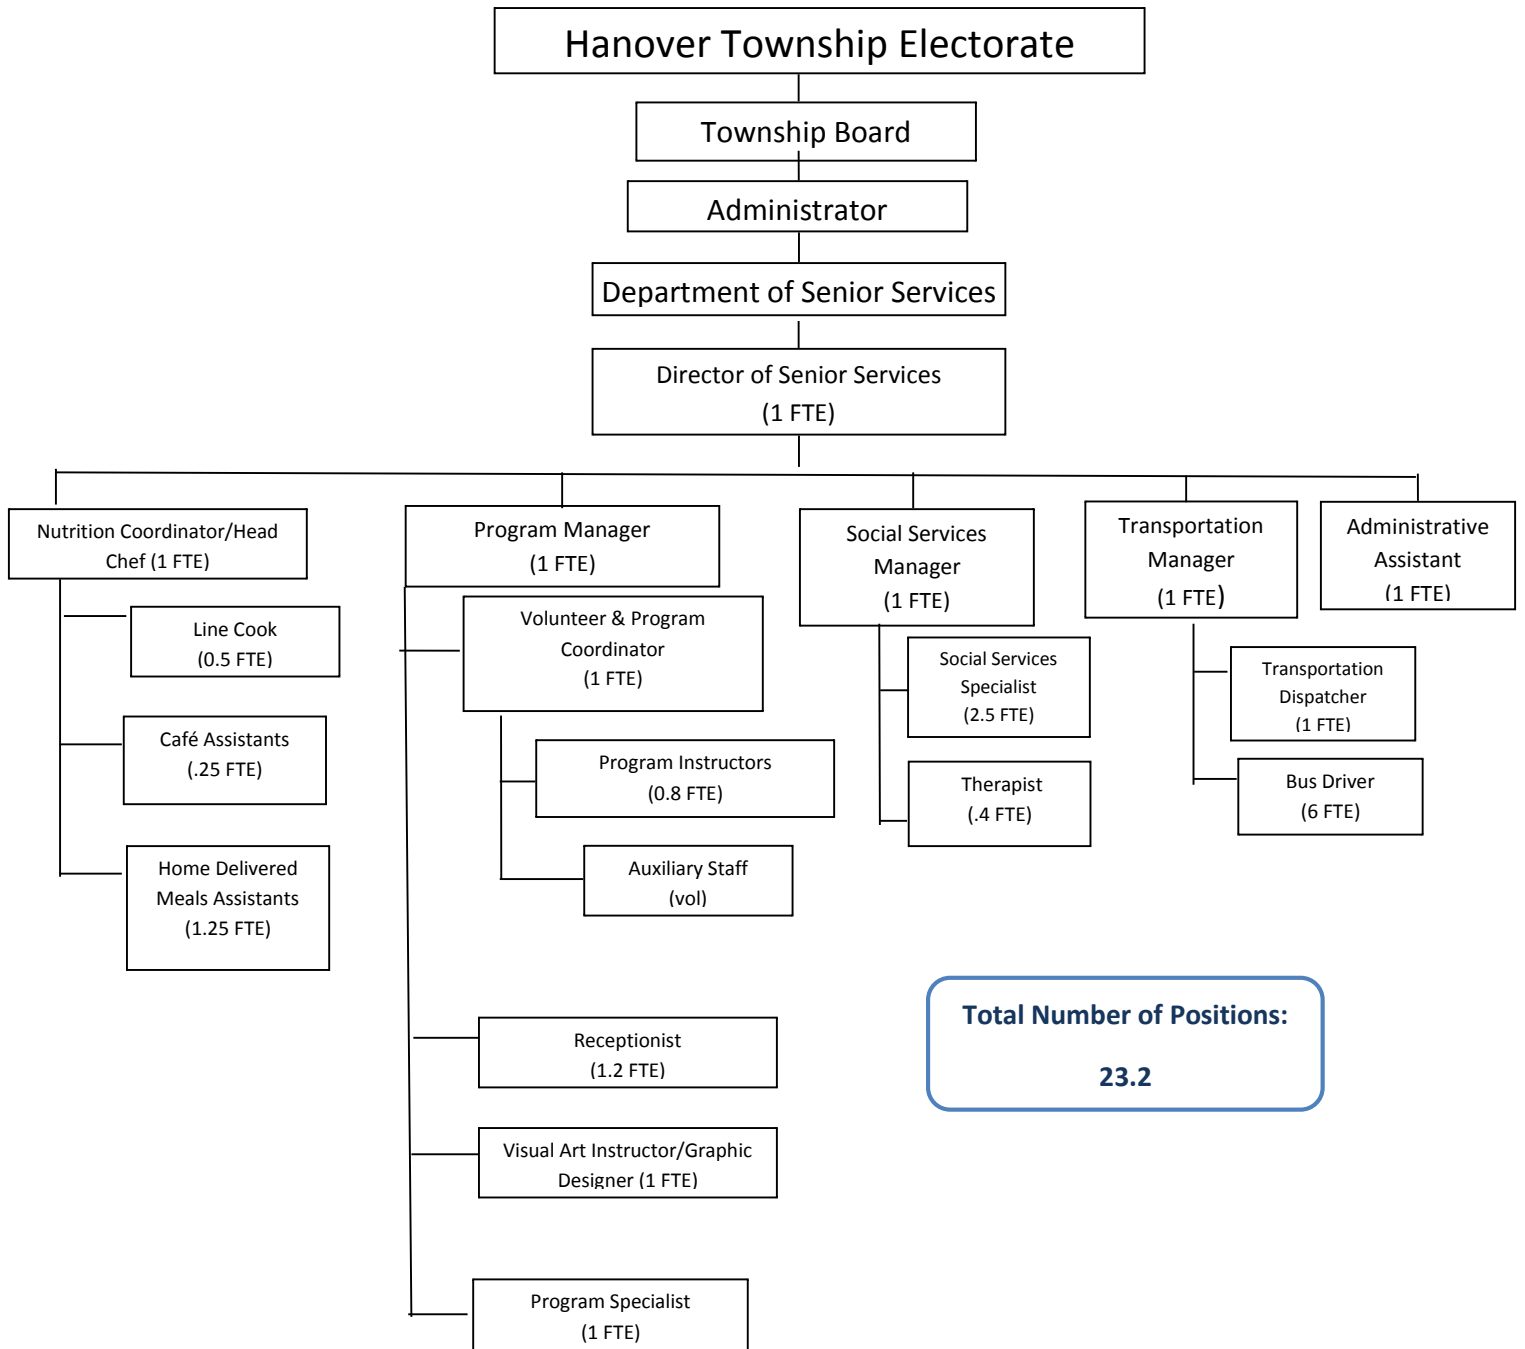 Hanover Township Electorate
Township Board
Administrator
Department of Senior Services
Director of Senior Services
(1 FTE)
Nutrition Coordinator/Head
Chef (1 FTE)
Line Cook
(0.5 FTE)
Café Assistants
(.25 FTE)
Home Delivered
Meals Assistants
(1.25 FTE)
Program Manager
(1 FTE)
Volunteer & Program
Coordinator
(1 FTE)
Program Instructors
(0.8 FTE)
Auxiliary Staff
(vol)
Receptionist
(1.2 FTE)
Visual Art Instructor/Graphic
Designer (1 FTE)
Program Specialist
(1 FTE)
Social Services
Manager
(1 FTE)
Social Services
Specialist
(2.5 FTE)
Therapist
(.4 FTE)
Transportation
Manager
(1 FTE)
Transportation
Dispatcher
(1 FTE)
Bus Driver
(6 FTE)
Administrative
Assistant
(1 FTE)
Total Number of Positions:
23.2